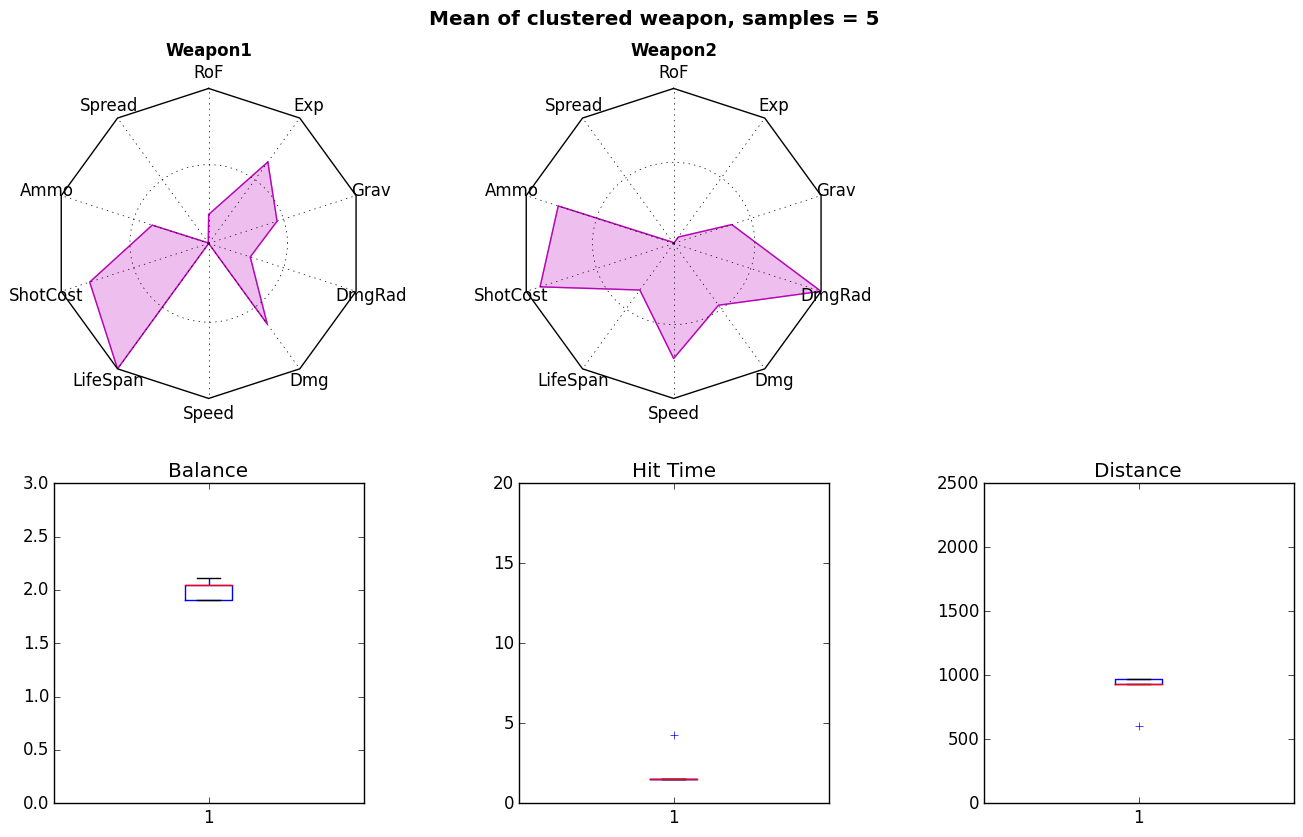 Mean of clustered weapon, samples = 5
Weapon1
RoF
Exp
Spread
Grav
Ammo
DmgRad
ShotCost
Dmg
LifeSpan
Speed
Weapon2
RoF
Exp
Spread
Grav
Ammo
DmgRad
ShotCost
Dmg
LifeSpan
Speed
Balance
3.0
2.5
2.0
1.5
1.0
0.5
0.0
1
Hit Time
20
15
10
5
0
1
Distance
2500
2000
1500
1000
500
0
1